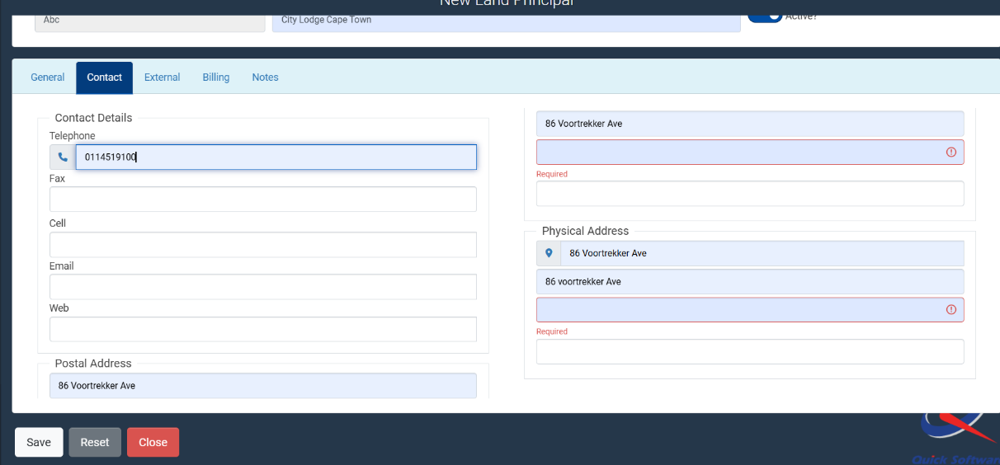 New Land Principal
Abc
City Lodge Cape Town
Active?
General
Contact
External
Billing
Notes
Contact Details
Telephone
0114519100
Fax
Cell
Email
Web
Postal Address
86 Voortrekker Ave
86 Voortrekker Ave
Required
Physical Address
86 Voortrekker Ave
86 voortrekker Ave
Required
Save
Reset
Close
Quick Softwar